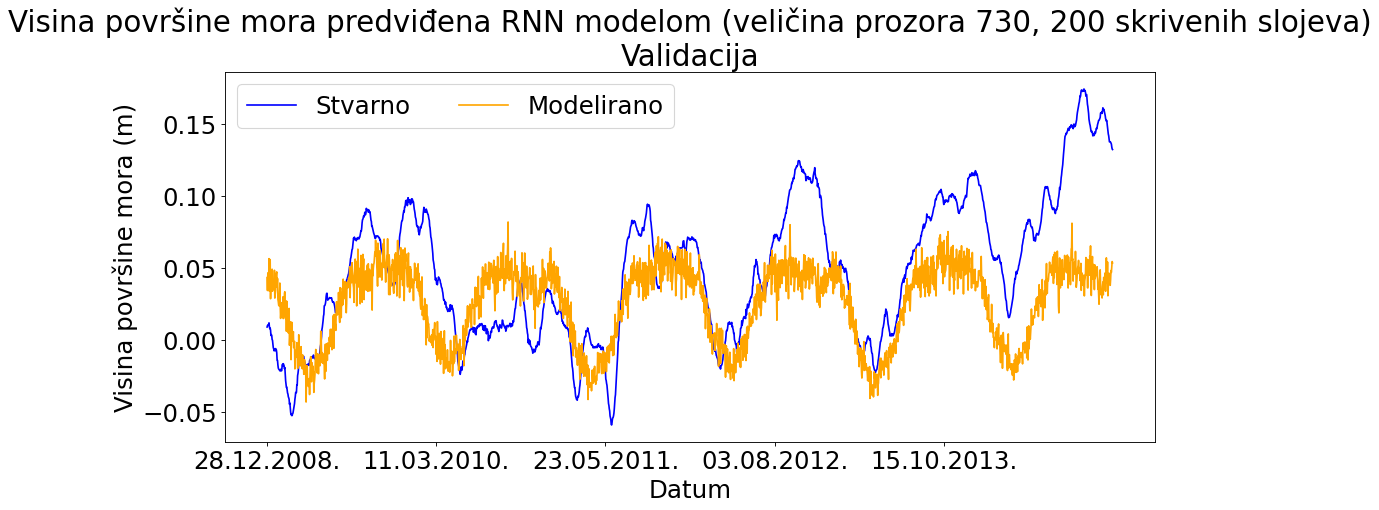 Visina površine mora predviđena RNN modelom (veličina prozora 730, 200 skrivenih slojeva)
Validacija
Stvarno
Modelirano
Visina površine mora (m)
0.15
0.10
0.05
0.00
−0.05
28.12.2008.
11.03.2010.
23.05.2011.
03.08.2012.
15.10.2013.
Datum